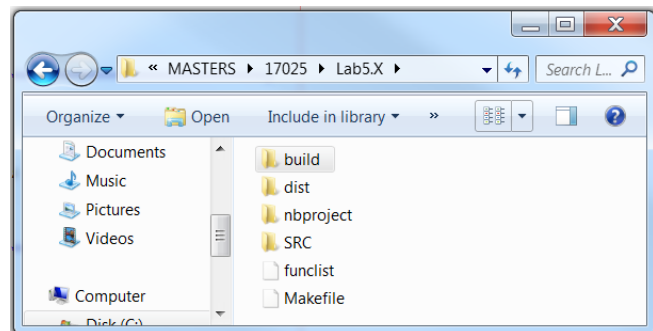 « MASTERS ▸ 17025 ▸ Lab5.X ▸ Search L...
Organize ▾ Open Include in library ▾ »
Documents
Music
Pictures
Videos
Computer
Disk (C:)
build
dist
nbproject
SRC
funclist
Makefile